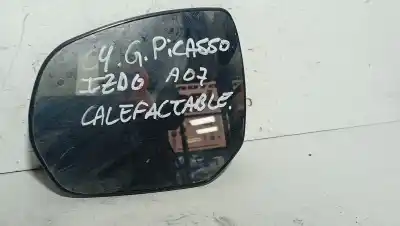 C4.G.PiCASSO
IZDO A07
CALEFACTABLE.